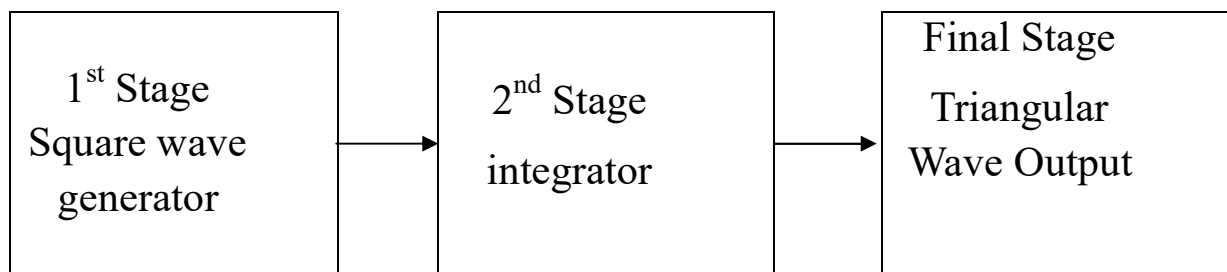 1st Stage
Square wave
generator
2nd Stage
integrator
Final Stage
Triangular
Wave Output